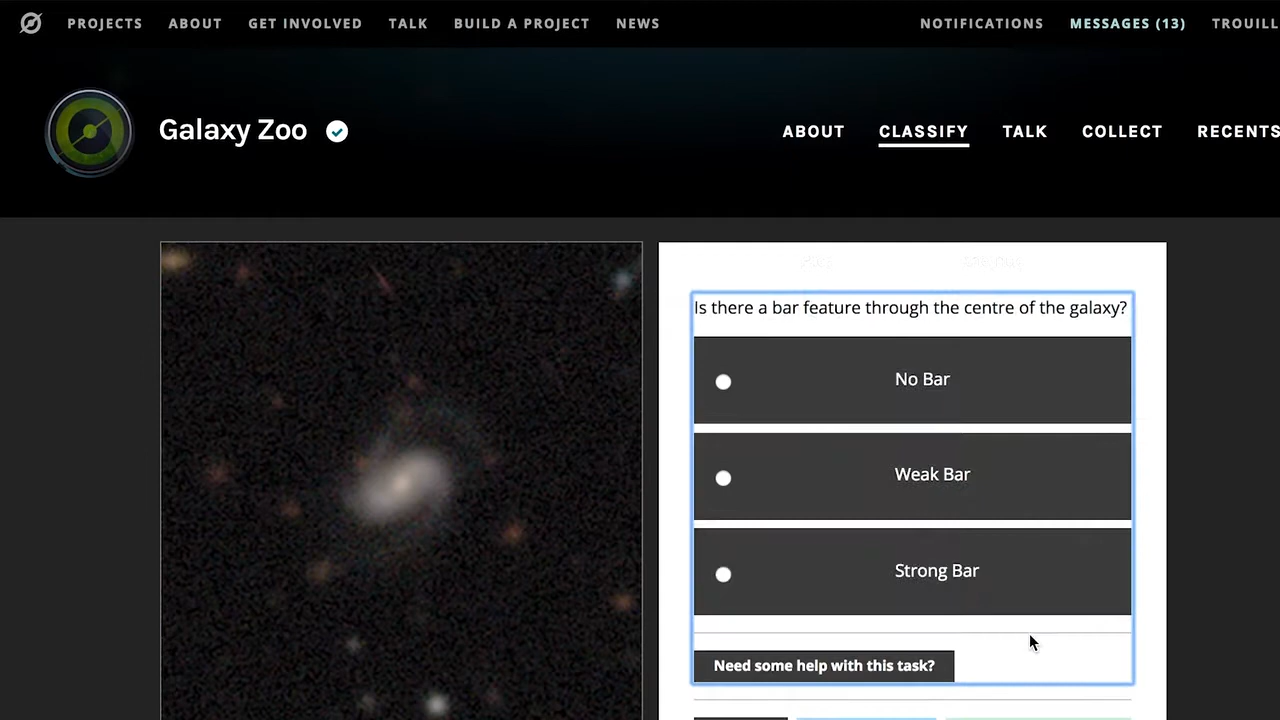 PROJECTS ABOUT GET INVOLVED TALK BUILD A PROJECT NEWS NOTIFICATIONS MESSAGES (13) TROUILL
Galaxy Zoo ABOUT CLASSIFY TALK COLLECT RECENTS
Is there a bar feature through the centre of the galaxy?
No Bar
Weak Bar
Strong Bar
Need some help with this task?